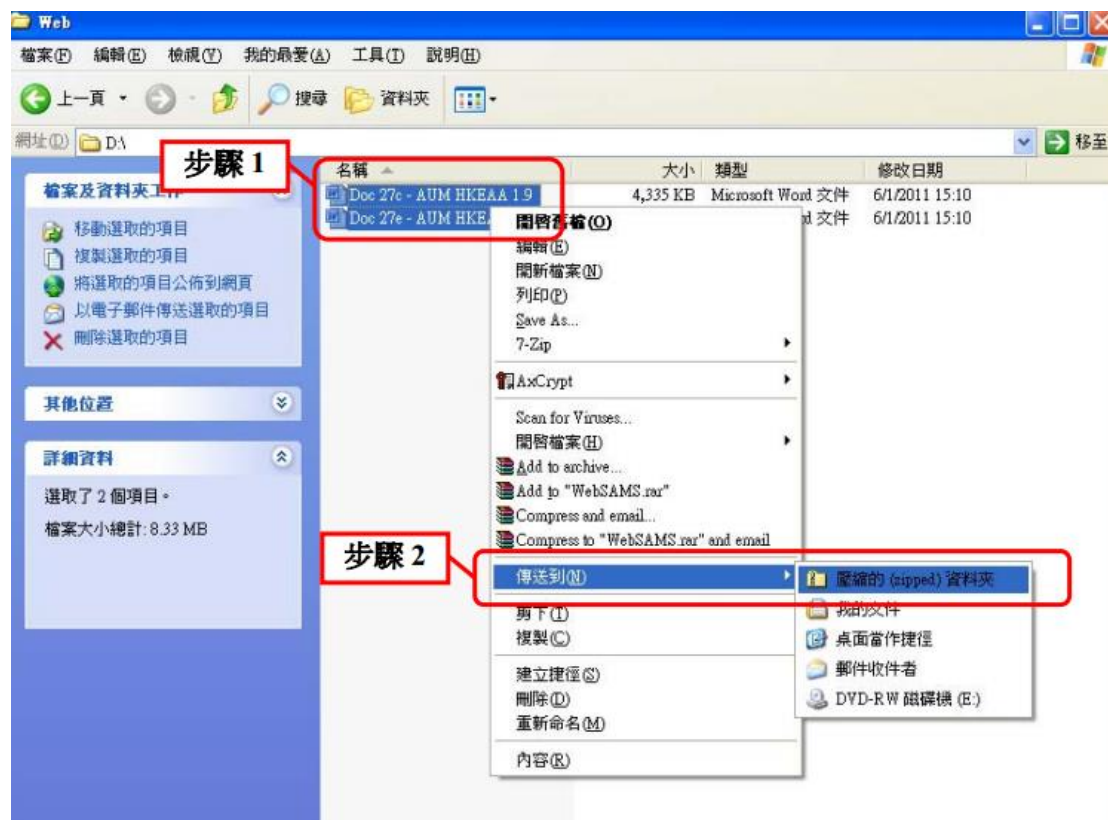 Web
檔案(F) 編輯(E) 檢視(V) 我的最愛(A) 工具(T) 說明(H)
上一頁 搜尋 資料夾
網址(D) D:\ 移至
步驟 1
名稱 大小 類型 修改日期
檔案及資料夾工作
Doc 27c - AUM HKEAA 1.9 4,335 KB Microsoft Word 文件 6/1/2011 15:10
Doc 27e - AUM HKEA 文件 6/1/2011 15:10
移動選取的項目
複製選取的項目
將選取的項目公佈到網頁
以電子郵件傳送選取的項目
刪除選取的項目
其他位置
詳細資料
選取了 2 個項目。
檔案大小總計: 8.33 MB
開啓舊檔(O)
編輯(E)
開新檔案(N)
列印(P)
Save As...
7-Zip
AxCrypt
Scan for Viruses...
開啓檔案(H)
Add to archive...
Add to "WebSAMS.rar"
Compress and email...
Compress to "WebSAMS.rar" and email
步驟 2
傳送到(N)
剪下(T)
複製(C)
建立捷徑(S)
刪除(D)
重新命名(M)
內容(R)
壓縮的 (zipped) 資料夾
我的文件
桌面當作捷徑
郵件收件者
DVD-RW 磁碟機 (E:)